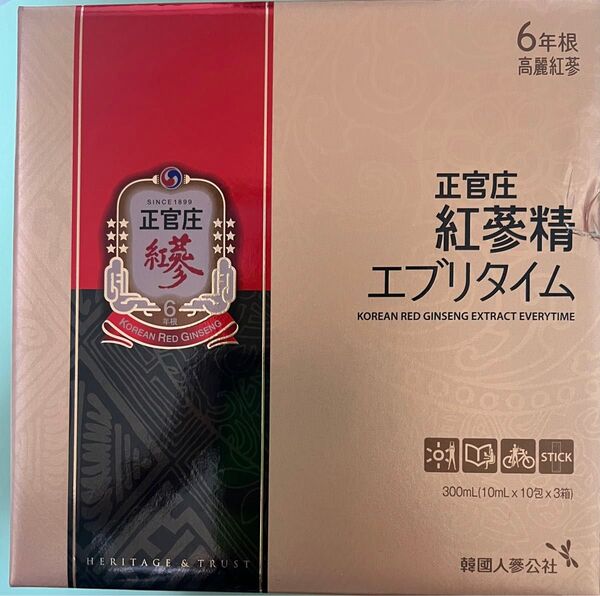 6年根
高麗紅蔘
SINCE 1899
正官庄
紅蔘
6
年根
KOREAN RED GINSENG
正官庄
紅蔘精
エブリタイム
KOREAN RED GINSENG EXTRACT EVERYTIME
STICK
300mL(10mL x 10包 x 3箱)
HERITAGE & TRUST
韓國人蔘公社